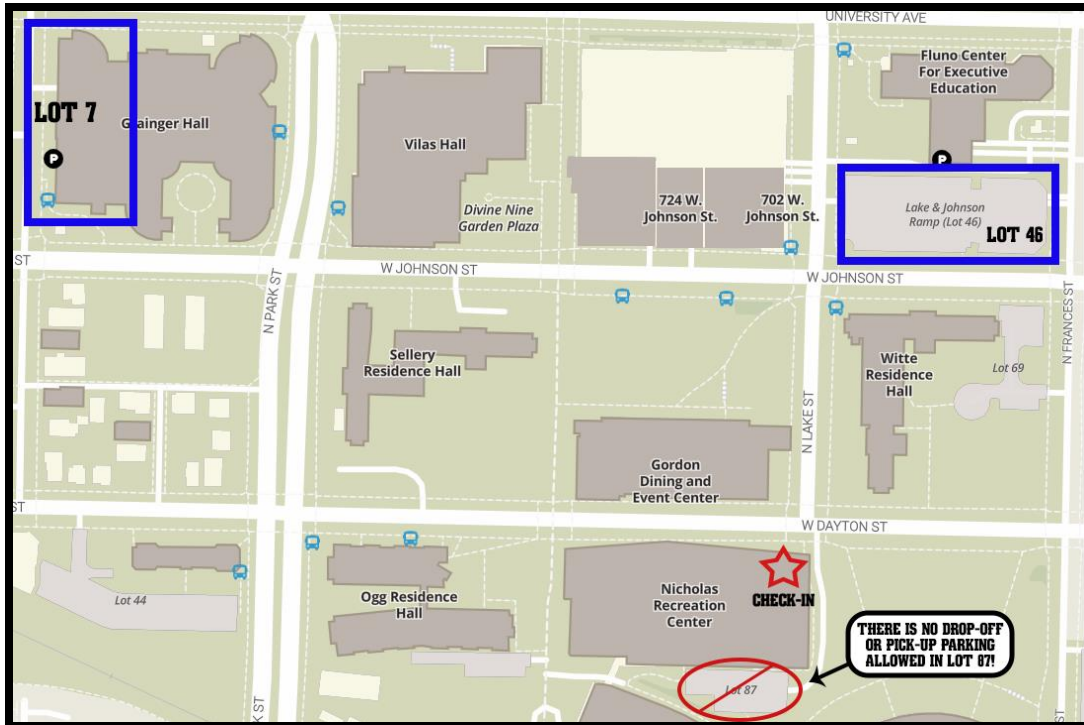 UNIVERSITY AVE
LOT 7
Grainger Hall
P
Vilas Hall
Divine Nine
Garden Plaza
724 W.
Johnson St.
702 W.
Johnson St.
Fluno Center
For Executive
Education
P
Lake & Johnson
Ramp (Lot 46)
LOT 46
ST
W JOHNSON ST
W JOHNSON ST
N PARK ST
N FRANCES ST
Sellery
Residence Hall
Witte
Residence
Hall
Lot 69
N LAKE ST
Gordon
Dining and
Event Center
ST
W DAYTON ST
Lot 44
Ogg Residence
Hall
Nicholas
Recreation
Center
CHECK-IN
THERE IS NO DROP-OFF
OR PICK-UP PARKING
ALLOWED IN LOT 87!
Lot 87
K ST
ST